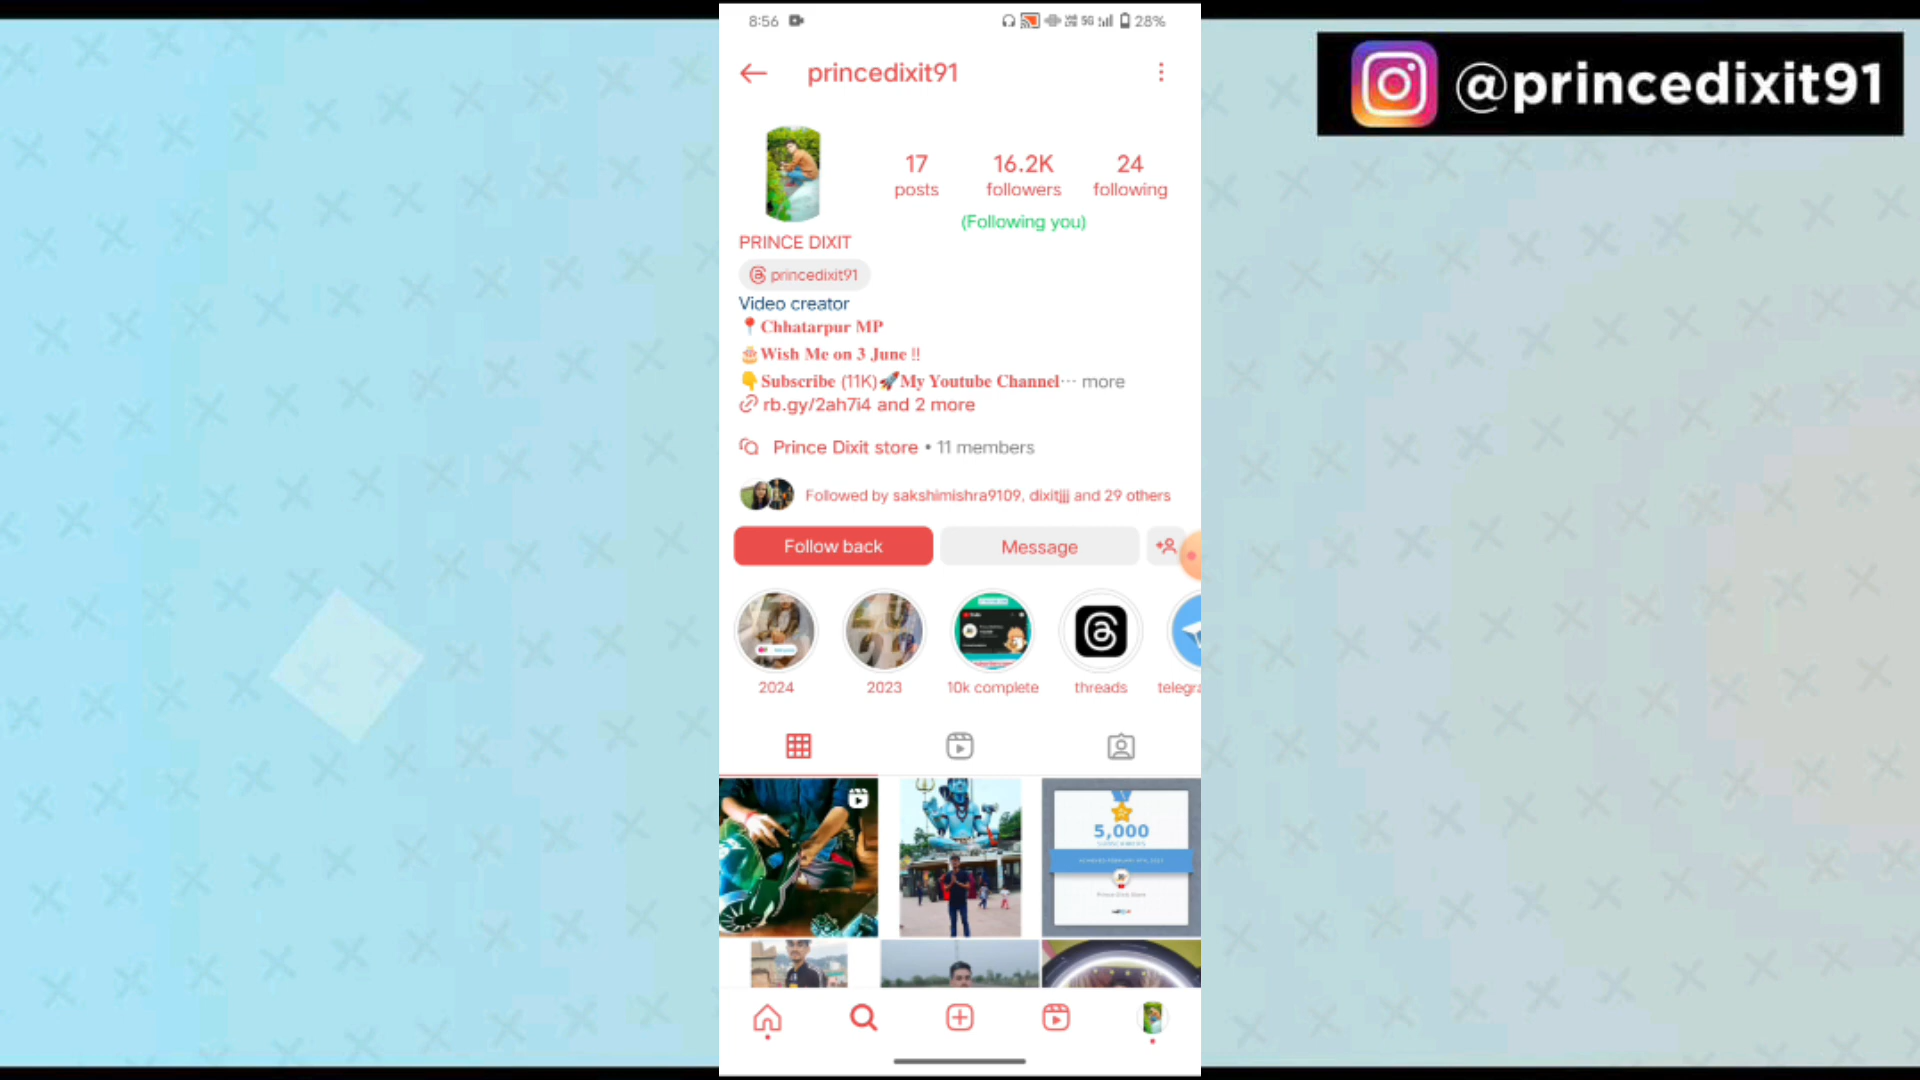 8:56
5G 28%
princedixit91
@princedixit91
17 16.2K 24
posts followers following
(Following you)
PRINCE DIXIT
princedixit91
Video creator
📍Chhatarpur MP
🎂Wish Me on 3 June !!
👇Subscribe (11K)🚀My Youtube Channel... more
rb.gy/2ah7i4 and 2 more
Prince Dixit store • 11 members
Followed by sakshimishra9109, dixitjjj and 29 others
Follow back Message
2024 2023 10k complete threads telegra
5,000